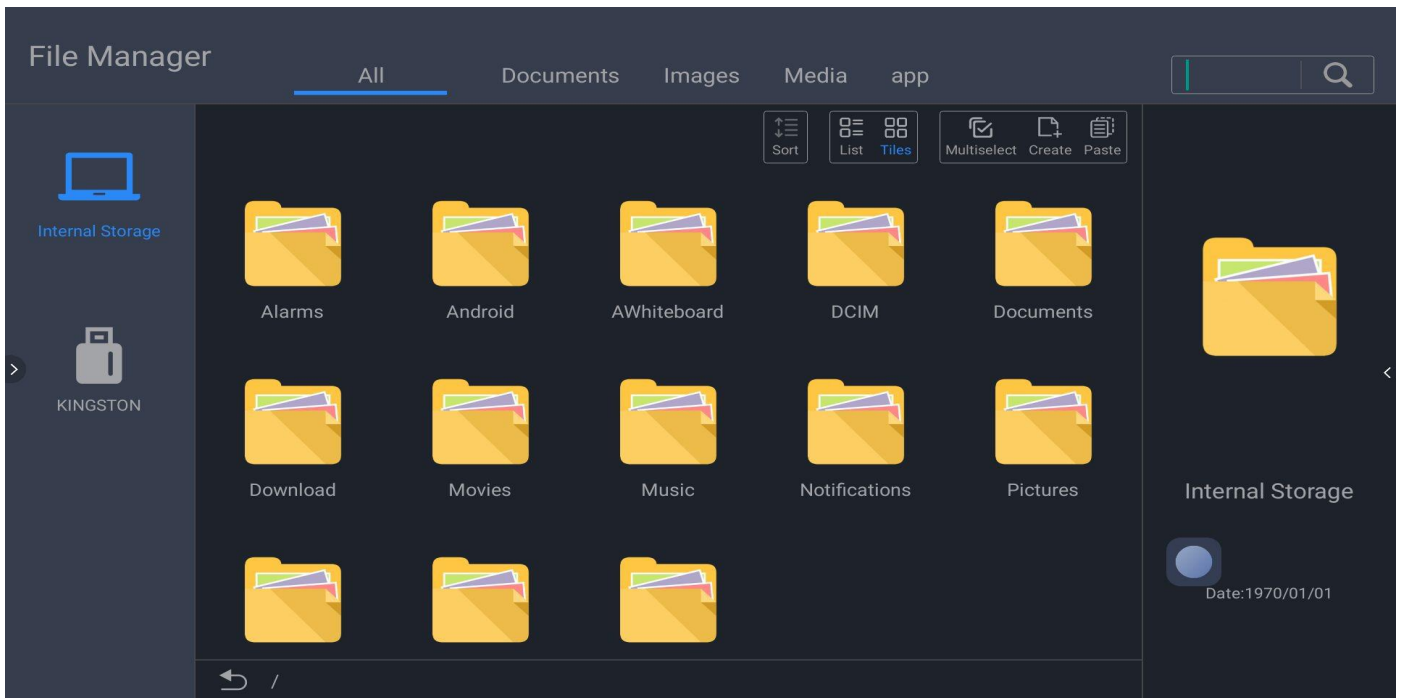 File Manager
All Documents Images Media app
Sort List Tiles Multiselect Create Paste
Internal Storage
KINGSTON
Alarms Android AWhiteboard DCIM Documents
Download Movies Music Notifications Pictures
Internal Storage
Date:1970/01/01
/